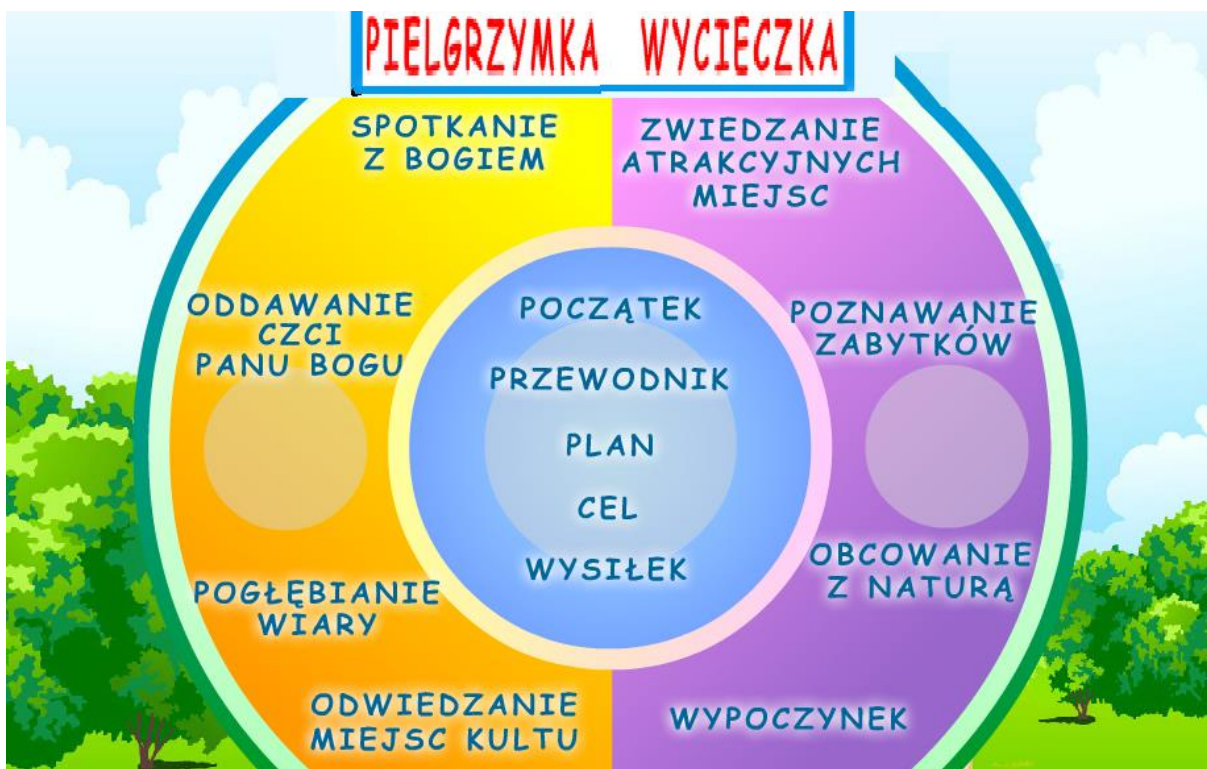 PIELGRZYMKA WYCIECZKA
SPOTKANIE
Z BOGIEM
ODDAWANIE
CZCI
PANU BOGU
POGŁĘBIANIE
WIARY
ODWIEDZANIE
MIEJSC KULTU
POCZĄTEK
PRZEWODNIK
PLAN
CEL
WYSIŁEK
ZWIEDZANIE
ATRAKCYJNYCH
MIEJSC
POZNAWANIE
ZABYTKÓW
OBCOWANIE
Z NATURĄ
WYPOCZYNEK